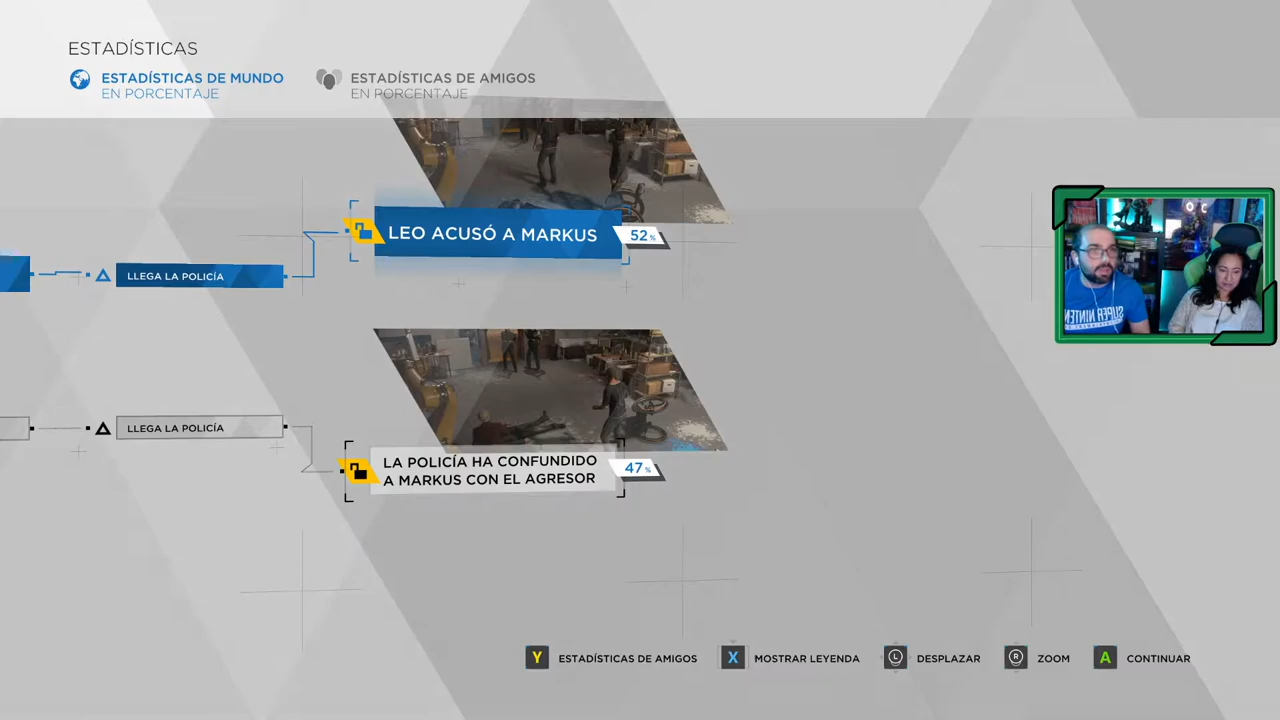 ESTADÍSTICAS
ESTADÍSTICAS DE MUNDO
EN PORCENTAJE
ESTADÍSTICAS DE AMIGOS
EN PORCENTAJE
LEO ACUSÓ A MARKUS
52%
LLEGA LA POLICÍA
LLEGA LA POLICÍA
LA POLICÍA HA CONFUNDIDO
A MARKUS CON EL AGRESOR
47%
Y ESTADÍSTICAS DE AMIGOS
X MOSTRAR LEYENDA
L DESPLAZAR
R ZOOM
A CONTINUAR